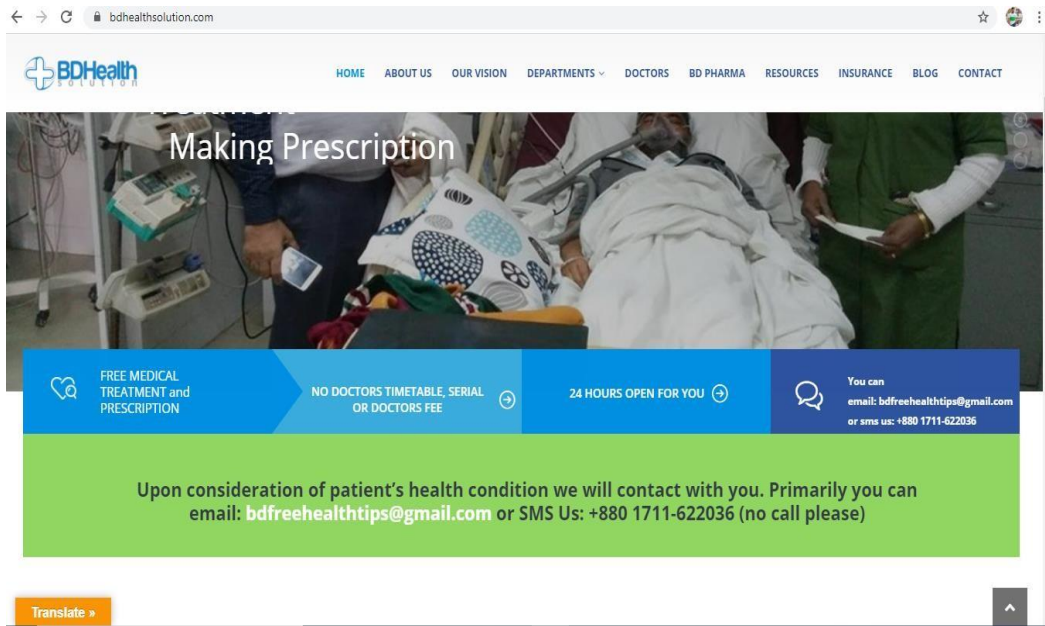 bdhealthsolution.com
BDHealth
SOLUTION
HOME ABOUT US OUR VISION DEPARTMENTS DOCTORS BD PHARMA RESOURCES INSURANCE BLOG CONTACT
Making Prescription
FREE MEDICAL
TREATMENT and
PRESCRIPTION
NO DOCTORS TIMETABLE, SERIAL
OR DOCTORS FEE
24 HOURS OPEN FOR YOU
You can
email: bdfreehealthtips@gmail.com
or sms us: +880 1711-622036
Upon consideration of patient's health condition we will contact with you. Primarily you can
email: bdfreehealthtips@gmail.com or SMS Us: +880 1711-622036 (no call please)
Translate »